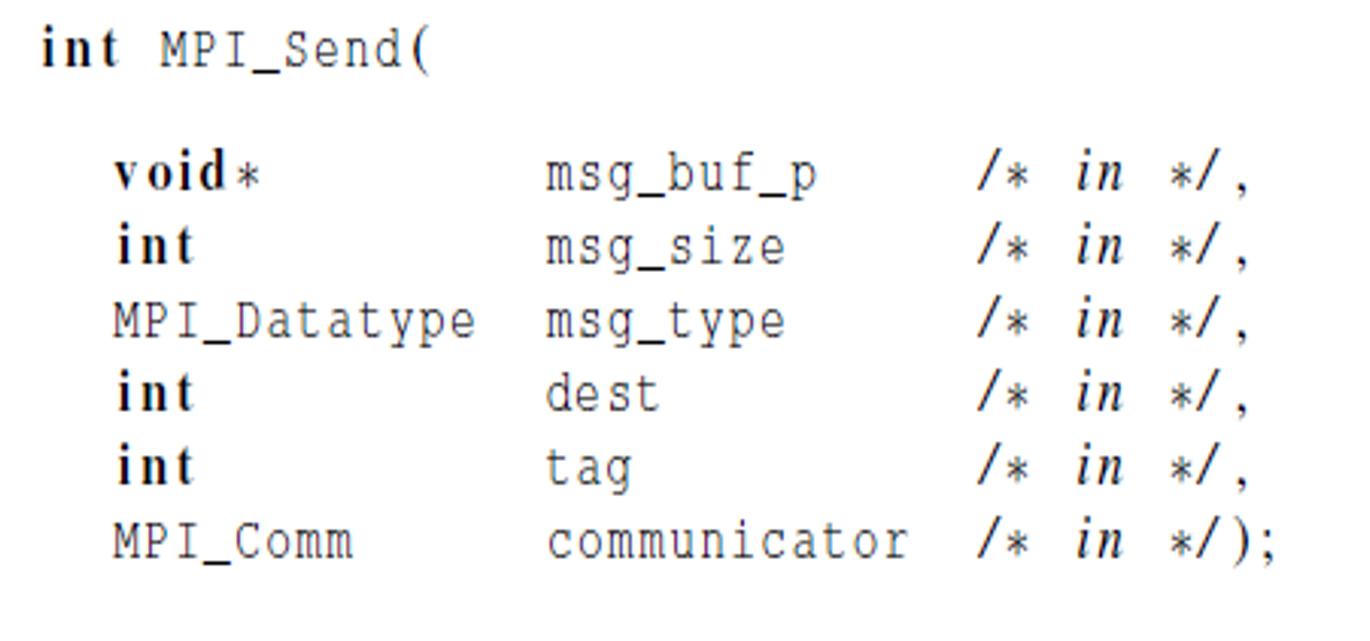 int MPI_Send(
void* msg_buf_p /* in */,
int msg_size /* in */,
MPI_Datatype msg_type /* in */,
int dest /* in */,
int tag /* in */,
MPI_Comm communicator /* in */);